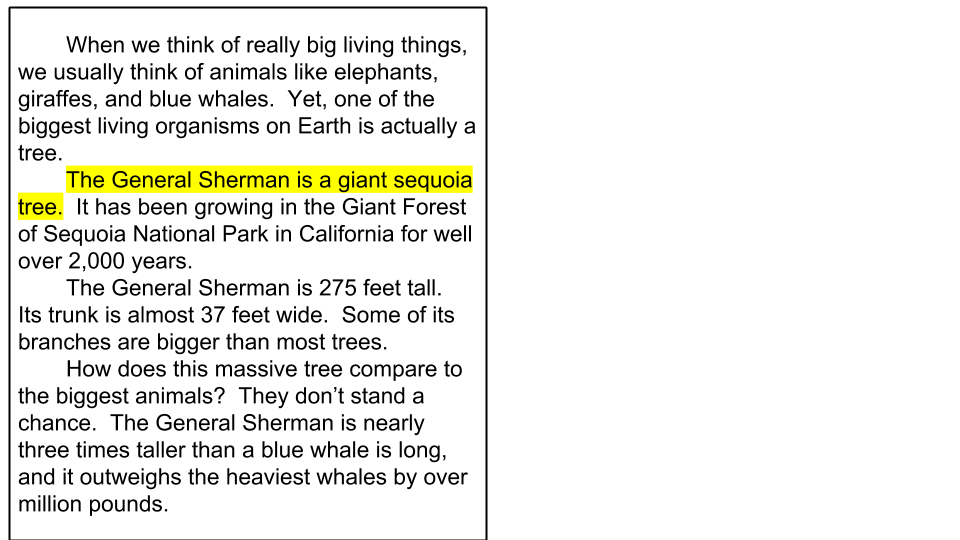 When we think of really big living things,
we usually think of animals like elephants,
giraffes, and blue whales.  Yet, one of the
biggest living organisms on Earth is actually a
tree.
The General Sherman is a giant sequoia
tree.  It has been growing in the Giant Forest
of Sequoia National Park in California for well
over 2,000 years.
The General Sherman is 275 feet tall.
Its trunk is almost 37 feet wide.  Some of its
branches are bigger than most trees.
How does this massive tree compare to
the biggest animals?  They don’t stand a
chance.  The General Sherman is nearly
three times taller than a blue whale is long,
and it outweighs the heaviest whales by over
million pounds.